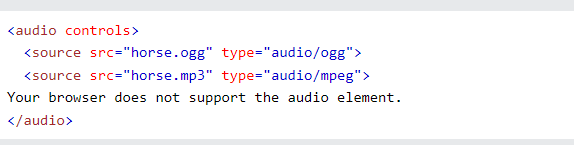 <audio controls>
  <source src="horse.ogg" type="audio/ogg">
  <source src="horse.mp3" type="audio/mpeg">
Your browser does not support the audio element.
</audio>